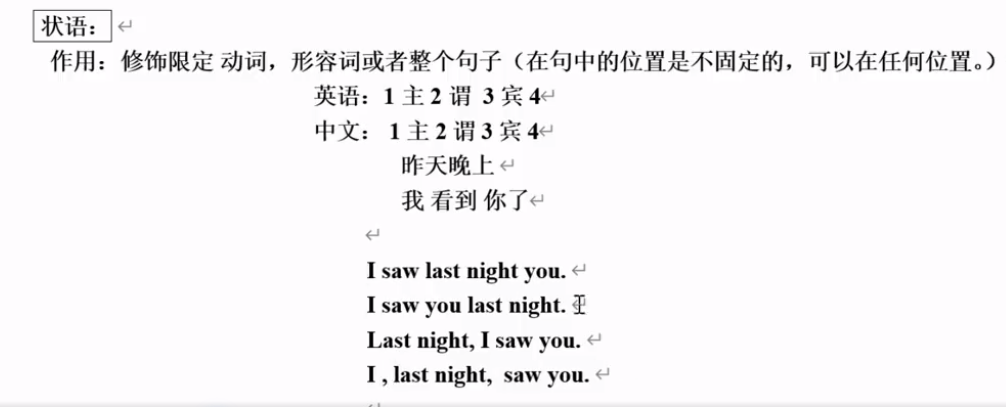 状语：
作用：修饰限定 动词，形容词或者整个句子（在句中的位置是不固定的，可以在任何位置。）
英语：1 主 2 谓 3 宾 4
中文： 1 主 2 谓 3 宾 4
昨天晚上
我 看到 你了
I saw last night you.
I saw you last night.
Last night, I saw you.
I , last night, saw you.